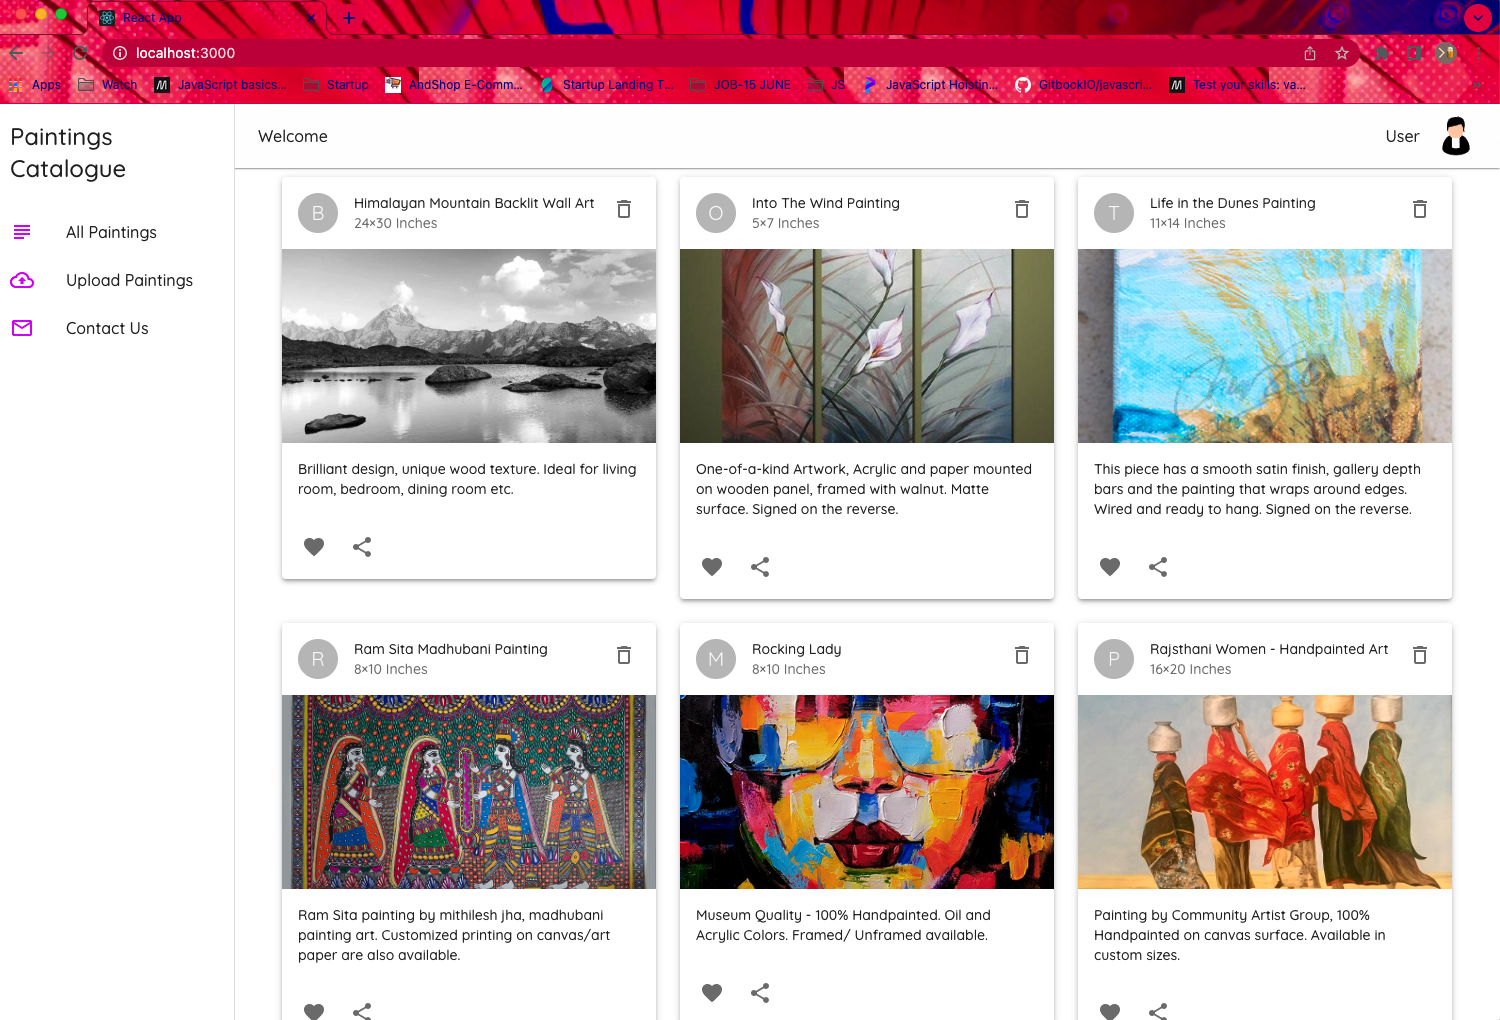 React App
localhost:3000
Apps
Watch
JavaScript basics...
Startup
AndShop E-Comm...
Startup Landing T...
JOB-15 JUNE
JS
JavaScript Hoistin...
GitbookIO/javascri...
Test your skills: va...
Paintings
Catalogue
All Paintings
Upload Paintings
Contact Us
Welcome
User
B
Himalayan Mountain Backlit Wall Art
24×30 Inches
Brilliant design, unique wood texture. Ideal for living
room, bedroom, dining room etc.
O
Into The Wind Painting
5×7 Inches
One-of-a-kind Artwork, Acrylic and paper mounted
on wooden panel, framed with walnut. Matte
surface. Signed on the reverse.
T
Life in the Dunes Painting
11×14 Inches
This piece has a smooth satin finish, gallery depth
bars and the painting that wraps around edges.
Wired and ready to hang. Signed on the reverse.
R
Ram Sita Madhubani Painting
8×10 Inches
Ram Sita painting by mithilesh jha, madhubani
painting art. Customized printing on canvas/art
paper are also available.
M
Rocking Lady
8×10 Inches
Museum Quality - 100% Handpainted. Oil and
Acrylic Colors. Framed/ Unframed available.
P
Rajsthani Women - Handpainted Art
16×20 Inches
Painting by Community Artist Group, 100%
Handpainted on canvas surface. Available in
custom sizes.